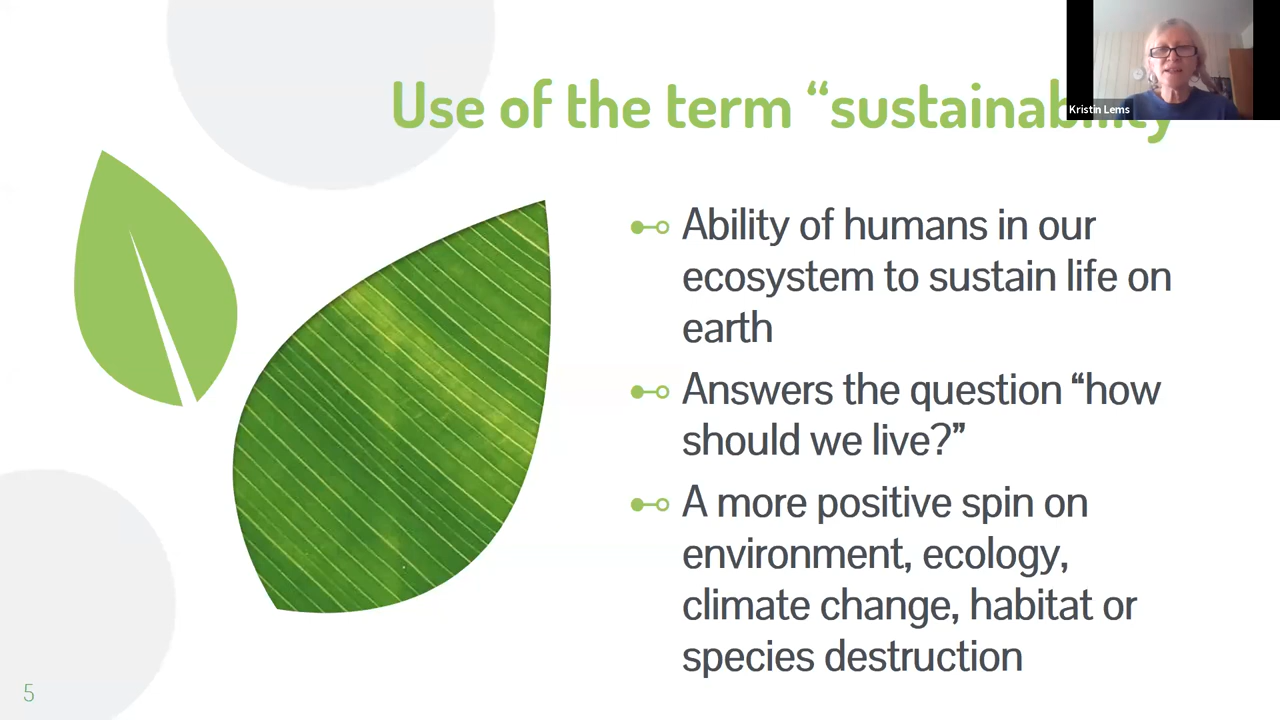 Use of the term “sustainability
Kristin Lems
Ability of humans in our
ecosystem to sustain life on
earth
Answers the question “how
should we live?”
A more positive spin on
environment, ecology,
climate change, habitat or
species destruction
5